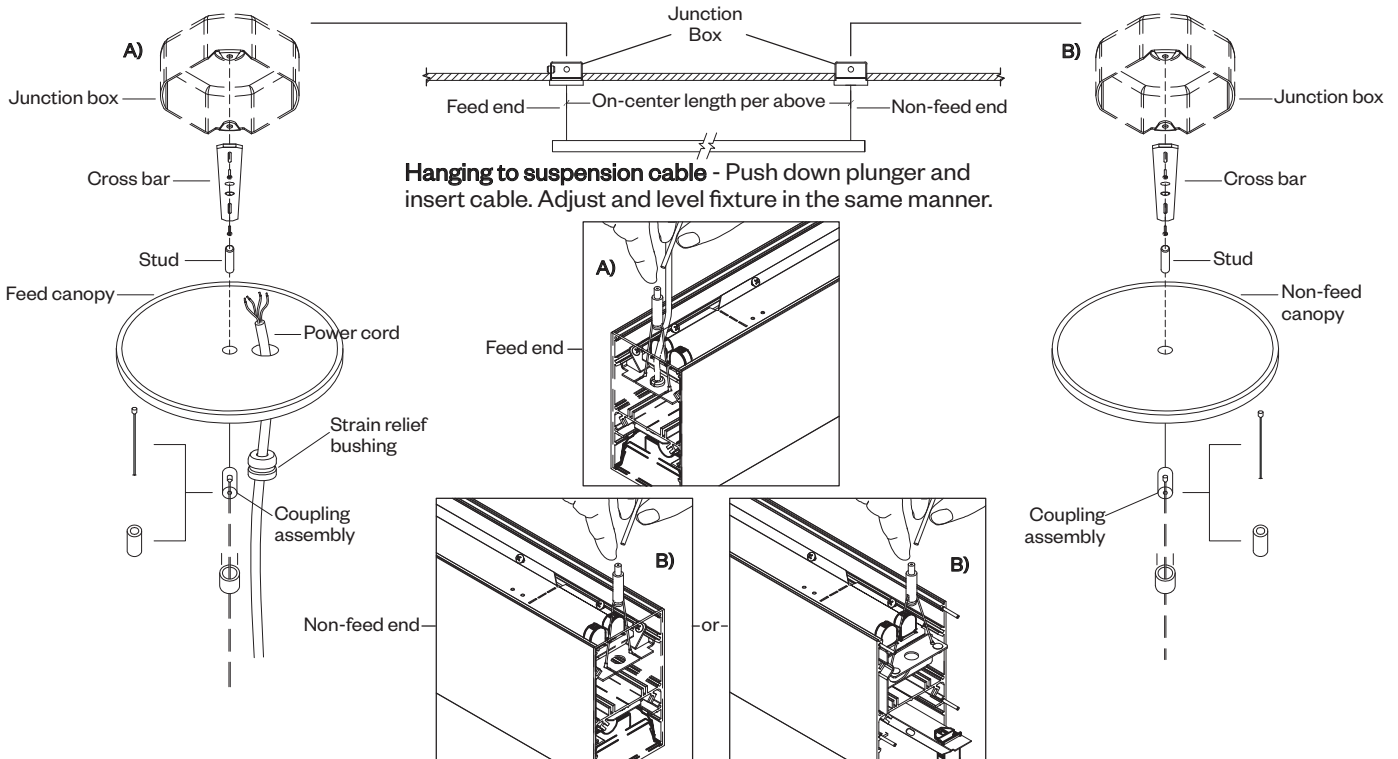 Junction
Box
A)
Junction box
Cross bar
Stud
Feed canopy
Power cord
Strain relief
bushing
Coupling
assembly
Feed end
On-center length per above
Non-feed end
Hanging to suspension cable - Push down plunger and
insert cable. Adjust and level fixture in the same manner.
A)
Feed end
B)
Non-feed end
or
B)
B)
Junction box
Cross bar
Stud
Non-feed
canopy
Coupling
assembly